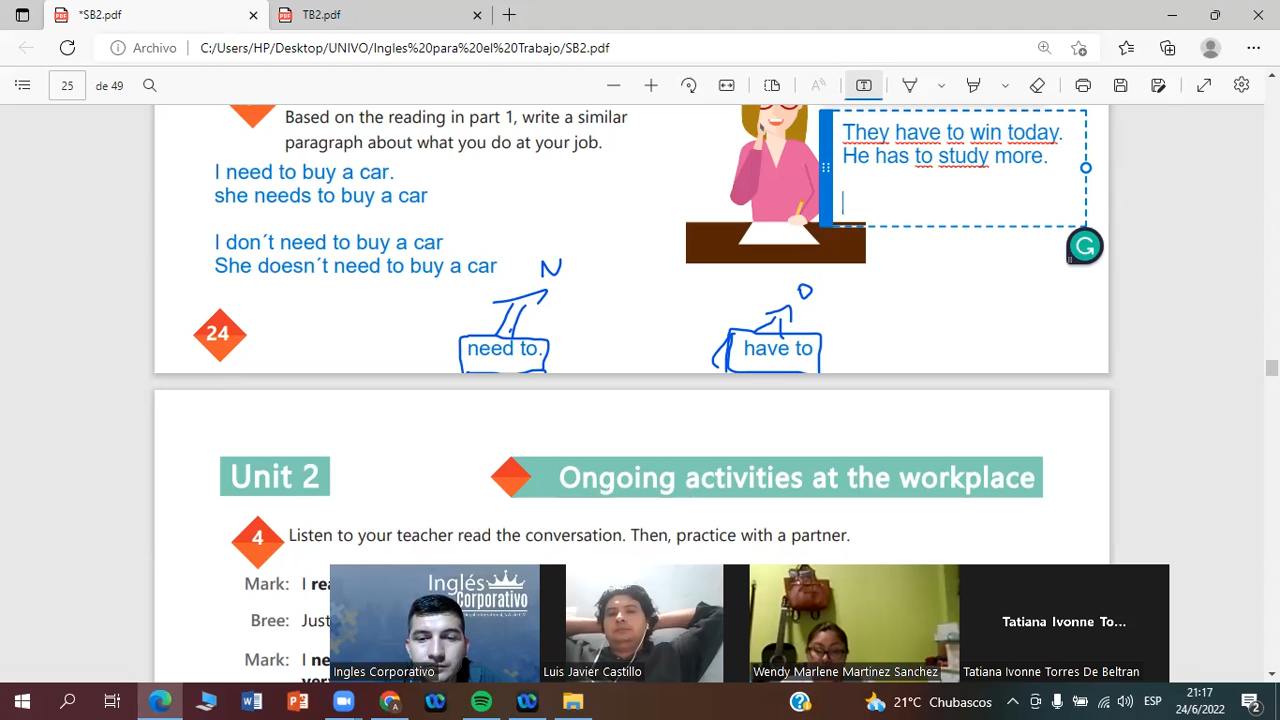 *SB2.pdf
TB2.pdf
Archivo
C:/Users/HP/Desktop/UNIVO/Ingles%20para%20el%20Trabajo/SB2.pdf
25
de 49
Based on the reading in part 1, write a similar
paragraph about what you do at your job.
They have to win today.
He has to study more.
I need to buy a car.
she needs to buy a car
I don´t need to buy a car
She doesn´t need to buy a car
N
O
24
need to.
have to
Unit 2
Ongoing activities at the workplace
4
Listen to your teacher read the conversation. Then, practice with a partner.
Mark: I rea
Bree: Just
Mark: I ne
Inglés
Corporativo
Ingles Corporativo
Luis Javier Castillo
Wendy Marlene Martinez Sanchez
Tatiana Ivonne To...
Tatiana Ivonne Torres De Beltran
21°C Chubascos
ESP
21:17
24/6/2022
2